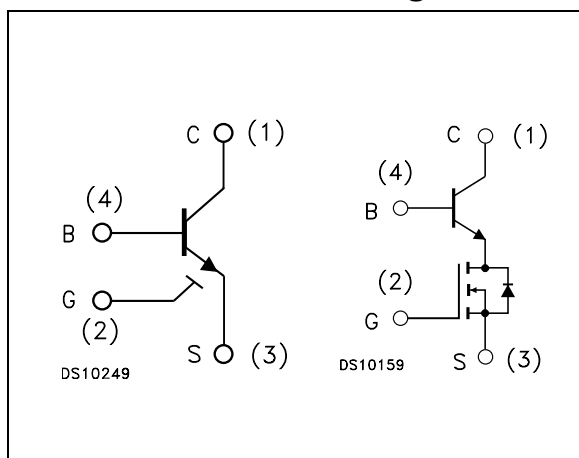 C (1)
(4)
B
G
(2)
S (3)
DS10249
C (1)
(4)
B
(2)
G
S (3)
DS10159